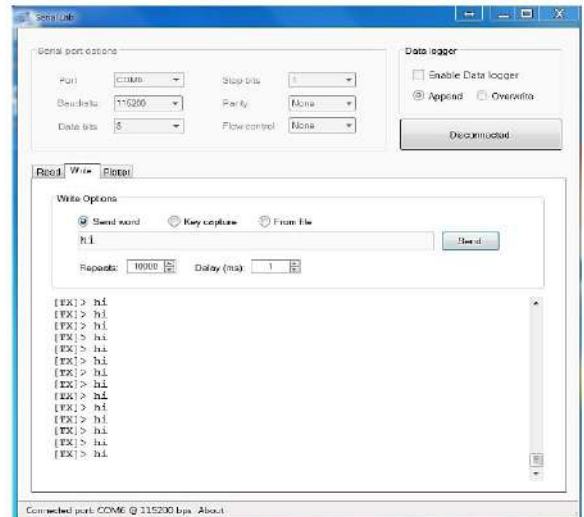 Serial Lab
Serial port options
Port COM6 Stop bits 1
Baudrate 115200 Parity None
Data bits 8 Flow control None
Data logger
Enable Data logger
Append Overwrite
Disconnected
Read Write Plotter
Write Options
Send word Key capture From file
hi Send
Repeats: 10000 Delay (ms): 1
[TX]> hi
[TX]> hi
[TX]> hi
[TX]> hi
[TX]> hi
[TX]> hi
[TX]> hi
[TX]> hi
[TX]> hi
[TX]> hi
[TX]> hi
[TX]> hi
[TX]> hi
[TX]> hi
Connected port: COM6 @ 115200 bps About